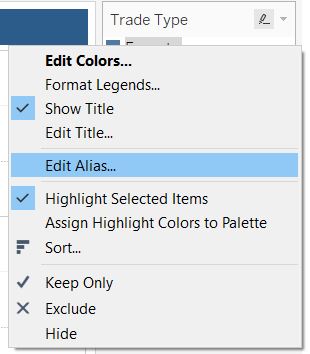 Trade Type
Edit Colors...
Format Legends...
Show Title
Edit Title...
Edit Alias...
Highlight Selected Items
Assign Highlight Colors to Palette
Sort...
Keep Only
Exclude
Hide